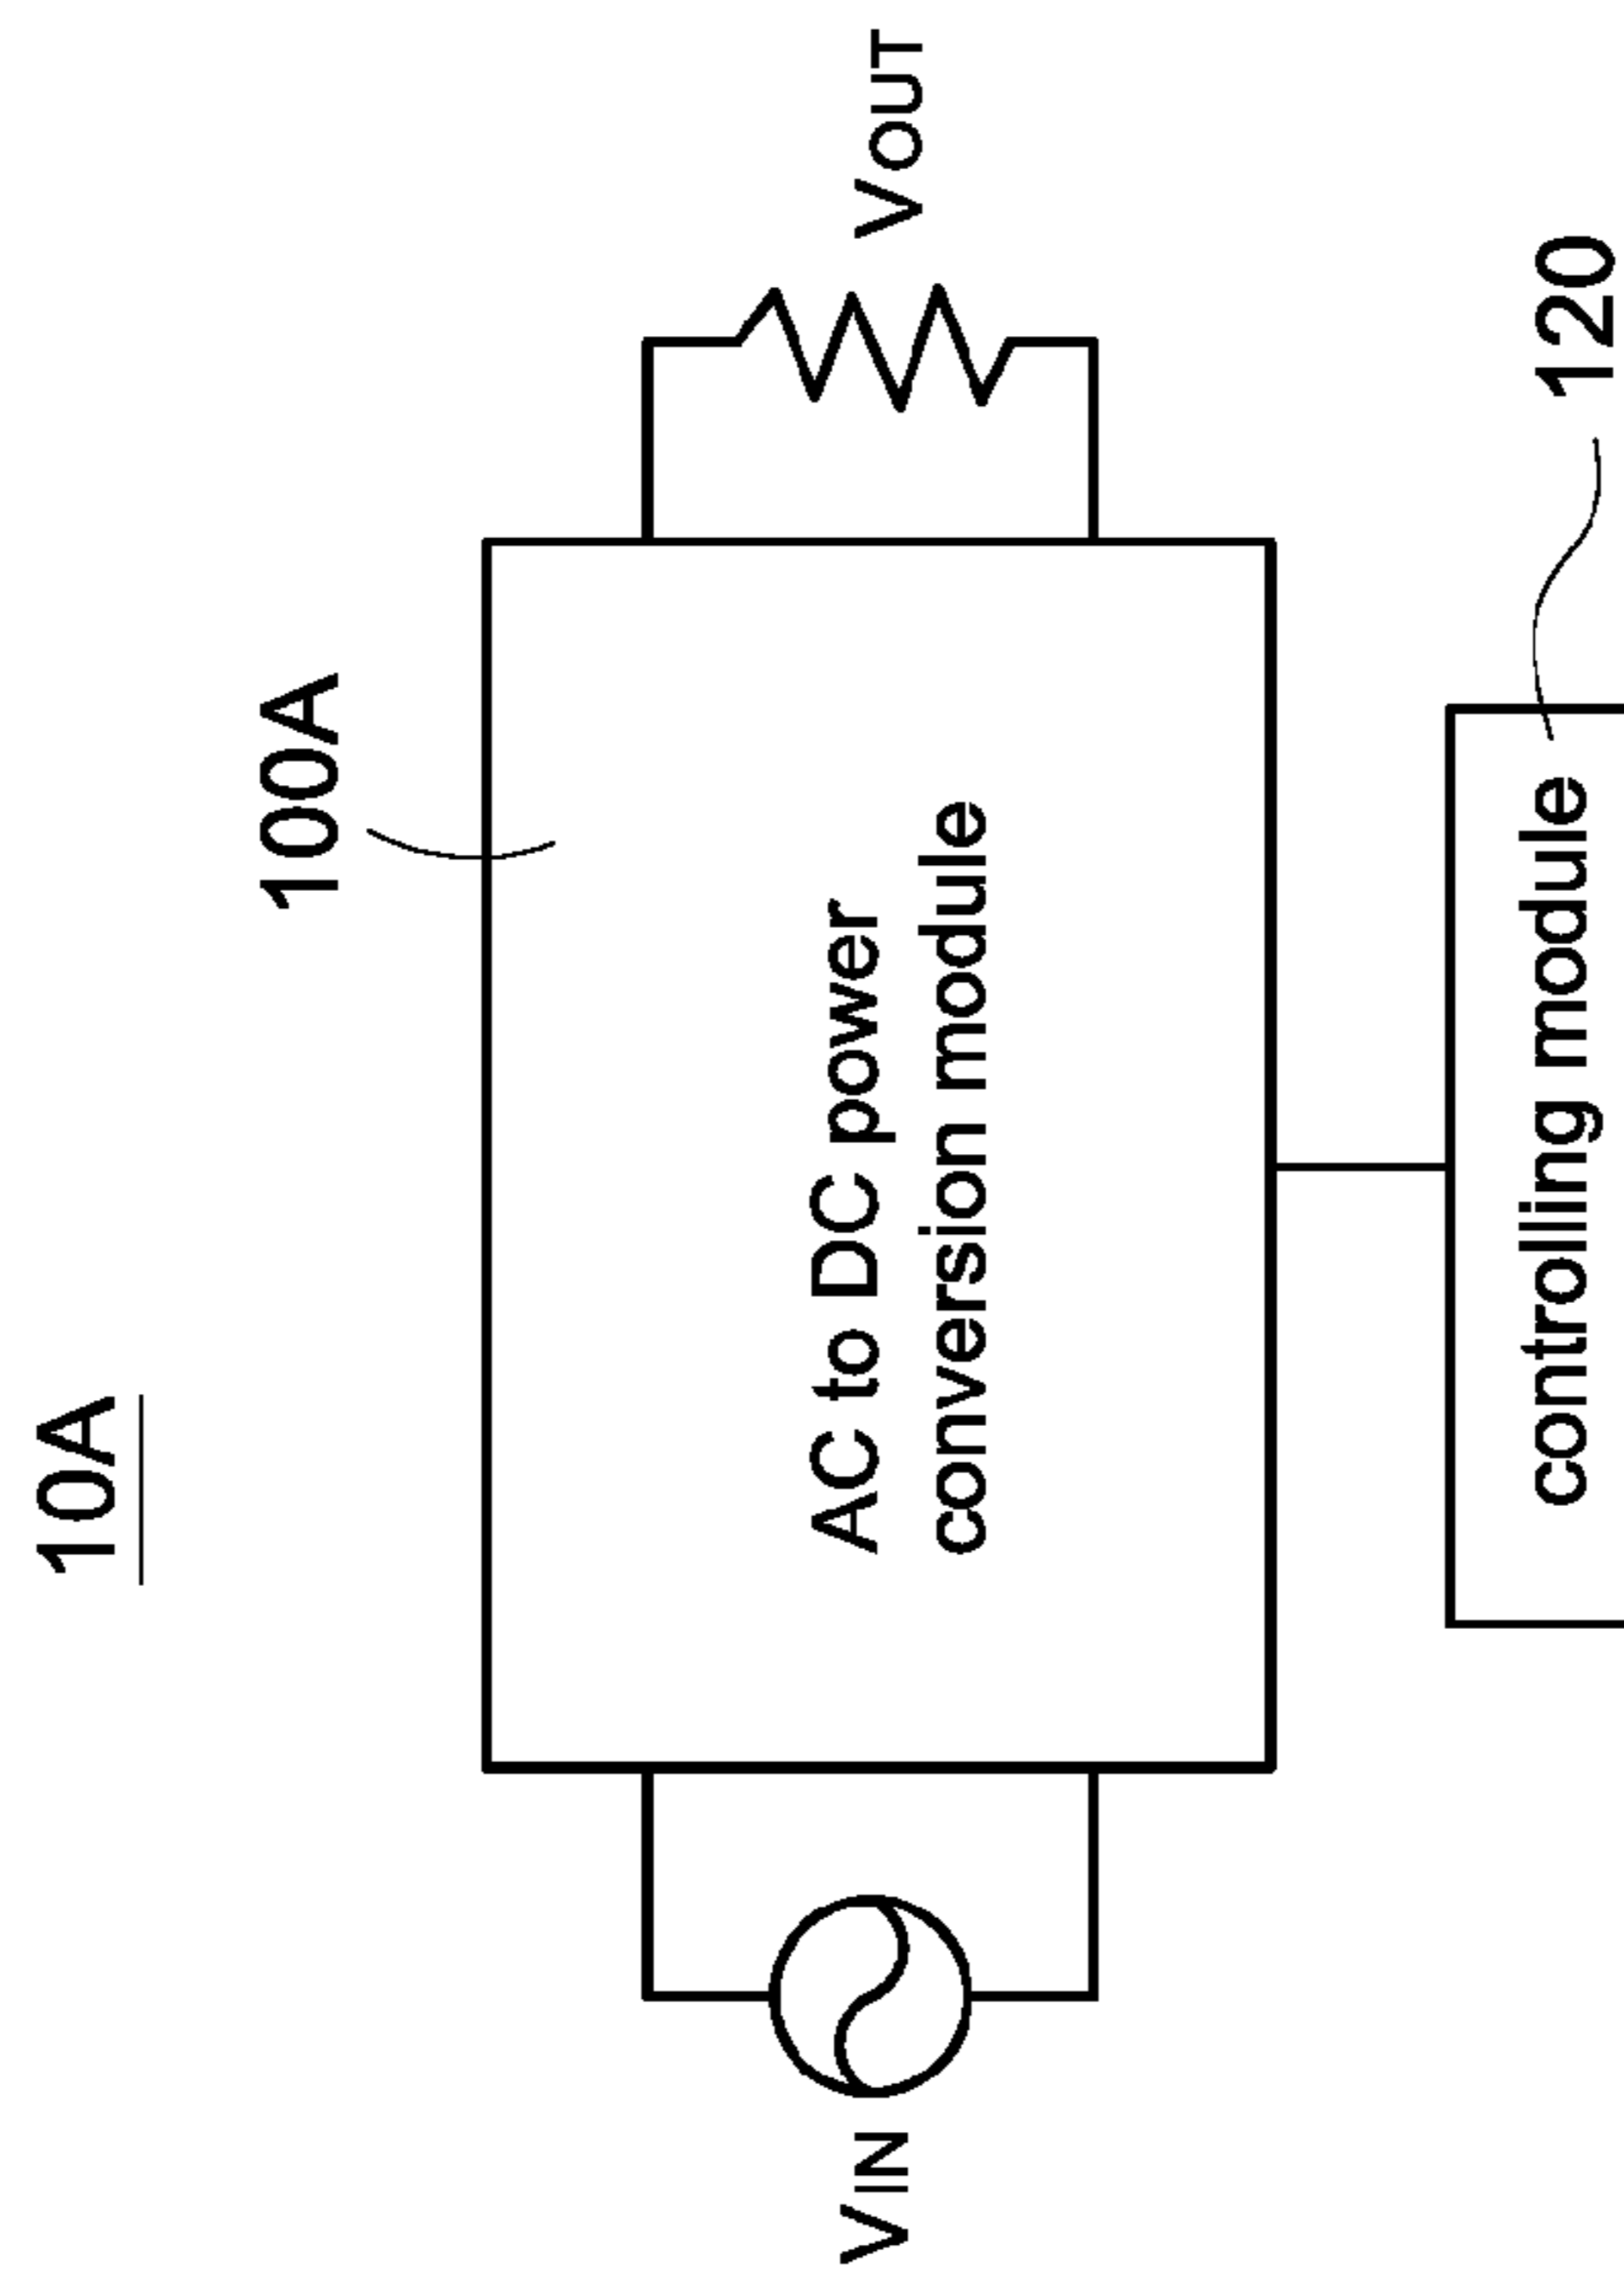 10A
100A
AC to DC power
conversion module
VIN
VOUT
120
controlling module